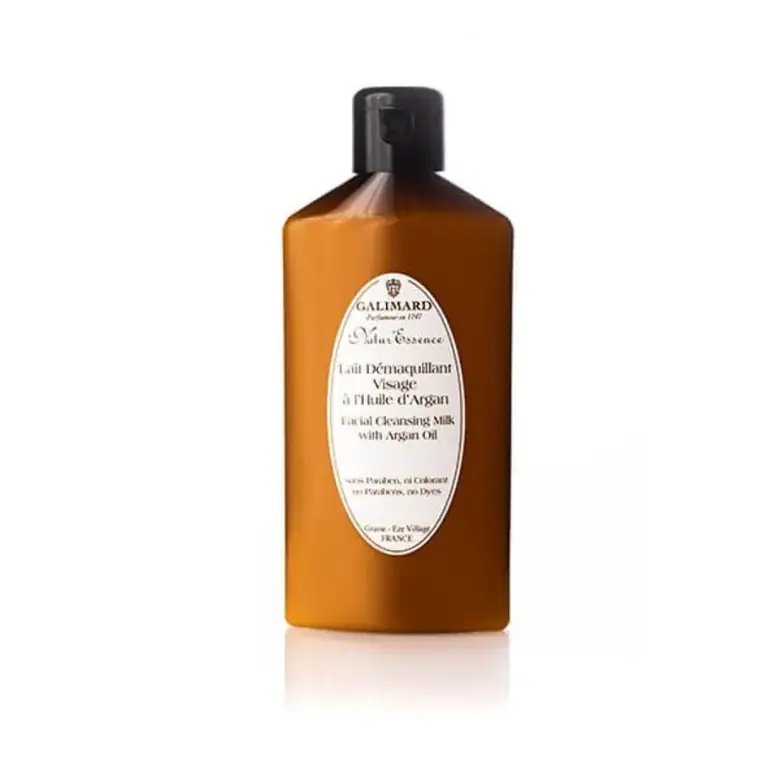 GALIMARD
Parfumeur en 1747
Natur'Essence
Lait Démaquillant
Visage
à l'Huile d'Argan
Facial Cleansing Milk
with Argan Oil
sans Paraben, ni Colorant
no Parabens, no Dyes
Grasse - Eze Village
FRANCE